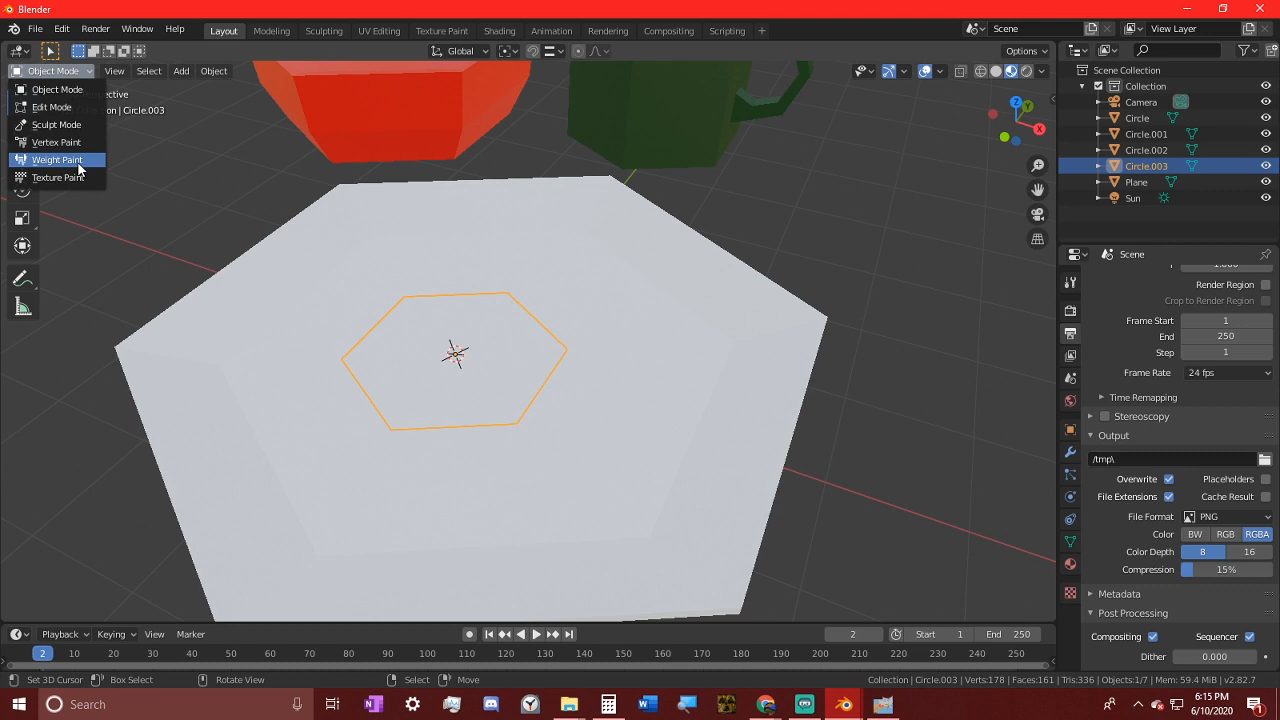 Blender
File Edit Render Window Help
Layout Modeling Sculpting UV Editing Texture Paint Shading Animation Rendering Compositing Scripting +
Scene
View Layer
Global
Options
Object Mode View Select Add Object
Object Mode
Edit Mode
Sculpt Mode
Vertex Paint
Weight Paint
Texture Paint
| Circle.003
Z
X
Y
Scene Collection
Collection
Camera
Circle
Circle.001
Circle.002
Circle.003
Plane
Sun
Scene
Render Region
Crop to Render Region
Frame Start 1
End 250
Step 1
Frame Rate 24 fps
Time Remapping
Stereoscopy
Output
/tmp\
Overwrite Placeholders
File Extensions Cache Result
File Format PNG
Color BW RGB RGBA
Color Depth 8 16
Compression 15%
Metadata
Post Processing
Compositing Sequencer
Dither 0.000
Playback Keying View Marker
2 Start 1 End 250
2 10 20 30 40 50 60 70 80 90 100 110 120 130 140 150 160 170 180 190 200 210 220 230 240 250
Set 3D Cursor Box Select Rotate View Select Move
Collection | Circle.003 | Verts:178 | Faces:161 | Tris:336 | Objects:1/7 | Mem: 59.4 MiB | v2.82.7
Search
6:15 PM
6/10/2020